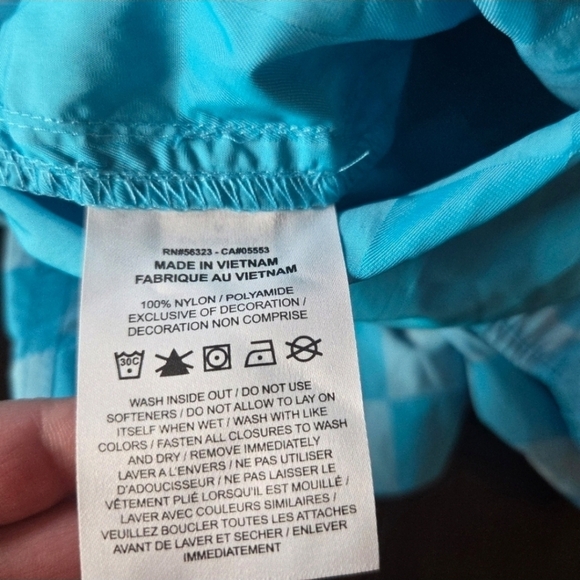 RN#56323 - CA#05553
MADE IN VIETNAM
FABRIQUE AU VIETNAM
100% NYLON / POLYAMIDE
EXCLUSIVE OF DECORATION /
DECORATION NON COMPRISE
30C
WASH INSIDE OUT / DO NOT USE
SOFTENERS / DO NOT ALLOW TO LAY ON
ITSELF WHEN WET / WASH WITH LIKE
COLORS / FASTEN ALL CLOSURES TO WASH
AND DRY / REMOVE IMMEDIATELY
LAVER A L'ENVERS / NE PAS UTILISER
D'ADOUCISSEUR / NE PAS LAISSER LE
VÊTEMENT PLIÉ LORSQU'IL EST MOUILLÉ /
LAVER AVEC COULEURS SIMILAIRES /
VEUILLEZ BOUCLER TOUTES LES ATTACHES
AVANT DE LAVER ET SECHER / ENLEVER
IMMEDIATEMENT